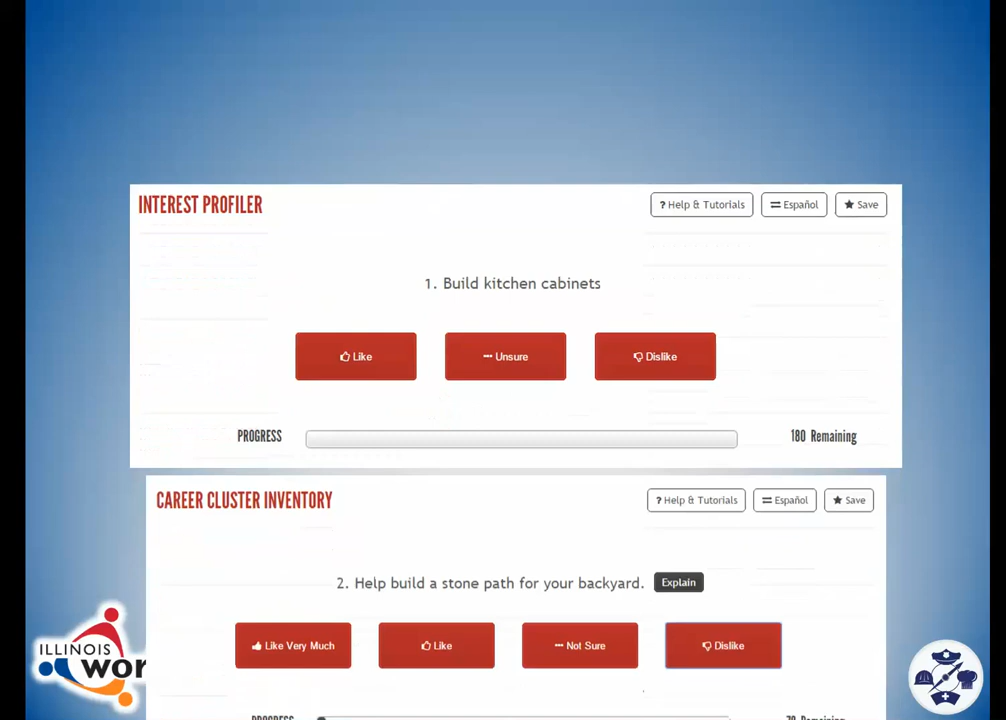 INTEREST PROFILER
? Help & Tutorials
Español
Save
1. Build kitchen cabinets
Like
Unsure
Dislike
PROGRESS
180 Remaining
CAREER CLUSTER INVENTORY
? Help & Tutorials
Español
Save
2. Help build a stone path for your backyard.
Explain
Like Very Much
Like
Not Sure
Dislike
ILLINOIS
wor
PROGRESS
Remaining